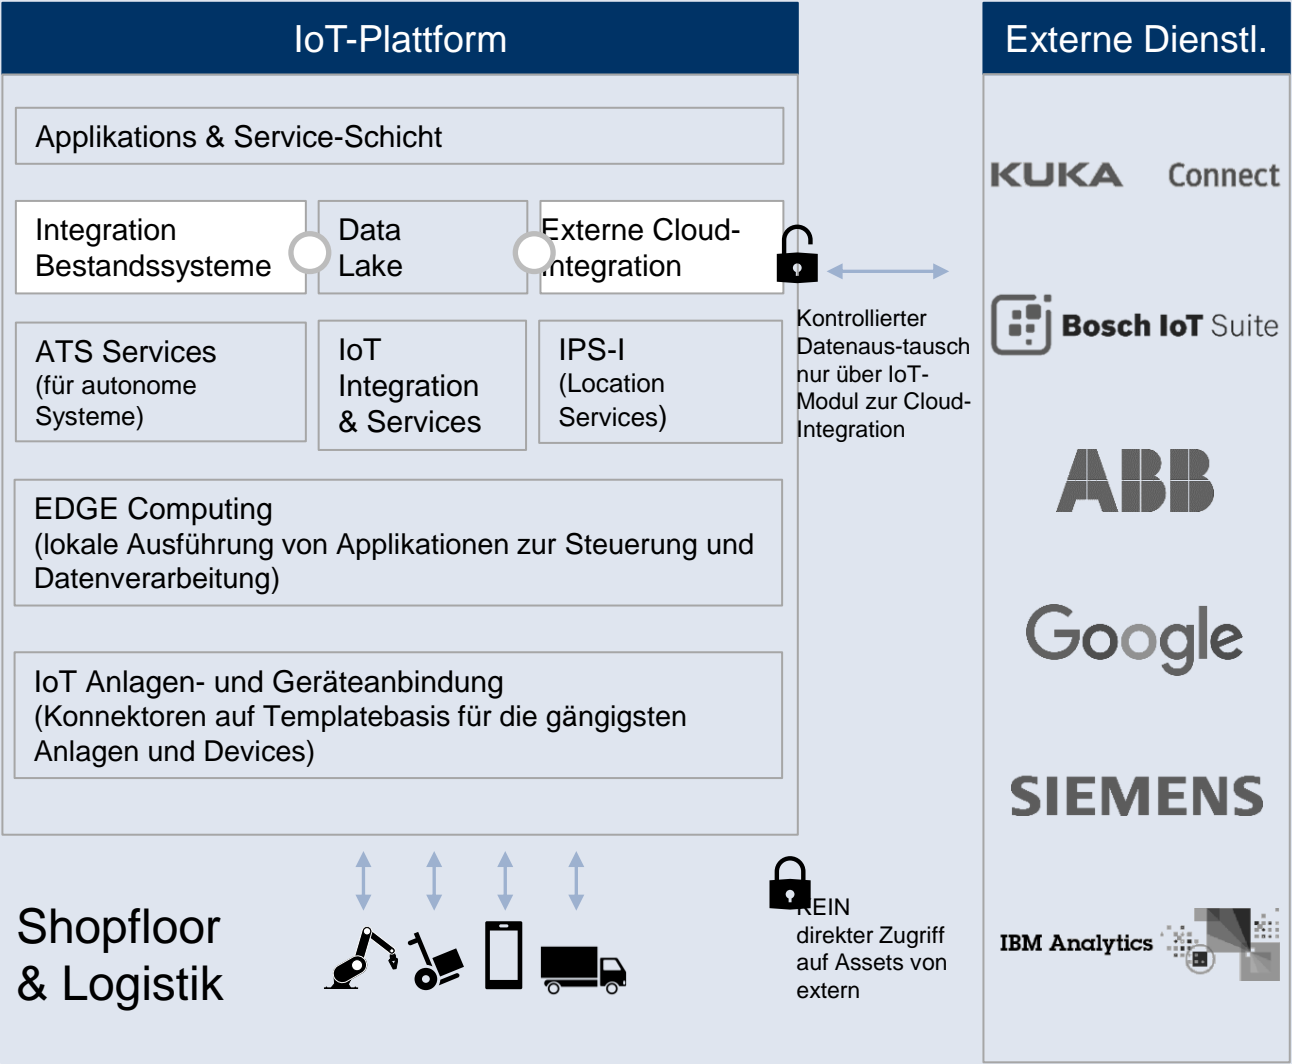 IoT-Plattform
Applikations & Service-Schicht
Integration
Bestandssysteme
Data
Lake
Externe Cloud-
Integration
ATS Services
(für autonome
Systeme)
IoT
Integration
& Services
IPS-I
(Location
Services)
EDGE Computing
(lokale Ausführung von Applikationen zur Steuerung und
Datenverarbeitung)
IoT Anlagen- und Geräteanbindung
(Konnektoren auf Templatebasis für die gängigsten
Anlagen und Devices)
Shopfloor
& Logistik
Kontrollierter
Datenaus-tausch
nur über IoT-
Modul zur Cloud-
Integration
KEIN
direkter Zugriff
auf Assets von
extern
Externe Dienstl.
KUKA Connect
Bosch IoT Suite
ABB
Google
SIEMENS
IBM Analytics